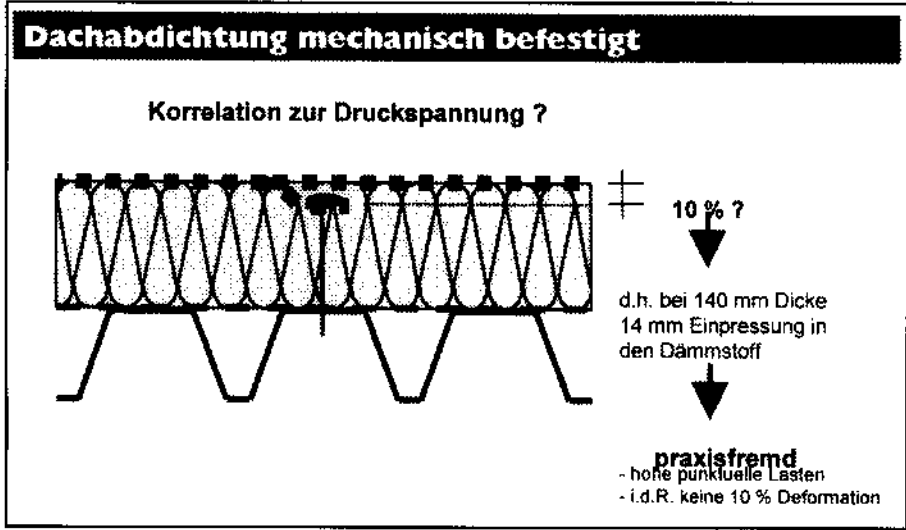 Dachabdichtung mechanisch befestigt
Korrelation zur Druckspannung ?
10 % ?
d.h. bei 140 mm Dicke
14 mm Einpressung in
den Dämmstoff
praxisfremd
- hohe punktuelle Lasten
- i.d.R. keine 10 % Deformation